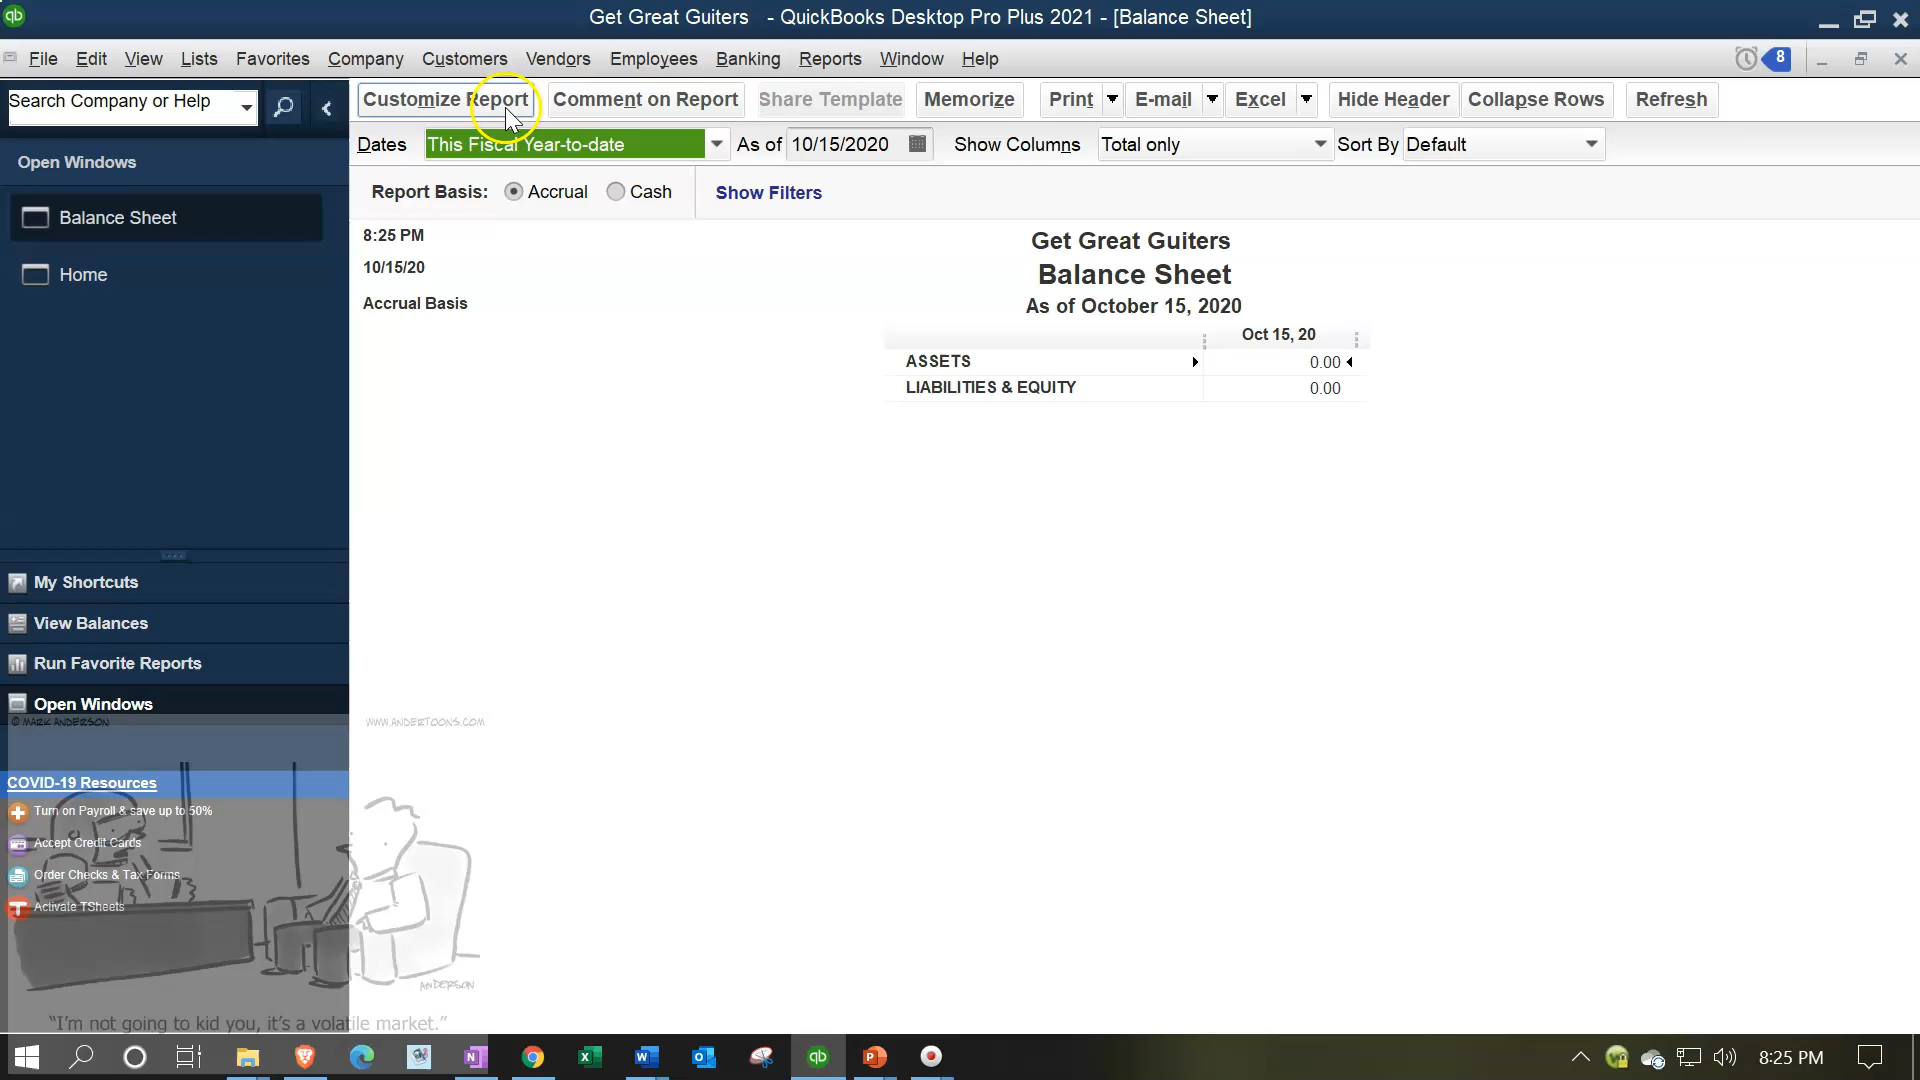 qb Get Great Guiters - QuickBooks Desktop Pro Plus 2021 - [Balance Sheet]
File Edit View Lists Favorites Company Customers Vendors Employees Banking Reports Window Help 8
Search Company or Help Customize Report Comment on Report Share Template Memorize Print E-mail Excel Hide Header Collapse Rows Refresh
Dates This Fiscal Year-to-date As of 10/15/2020 Show Columns Total only Sort By Default
Report Basis: Accrual Cash Show Filters
Open Windows
Balance Sheet
Home
8:25 PM
10/15/20
Accrual Basis
Get Great Guiters
Balance Sheet
As of October 15, 2020
Oct 15, 20
ASSETS 0.00
LIABILITIES & EQUITY 0.00
My Shortcuts
View Balances
Run Favorite Reports
Open Windows
© MARK ANDERSON WWW.ANDERTOONS.COM
COVID-19 Resources
Turn on Payroll & save up to 50%
Accept Credit Cards
Order Checks & Tax Forms
Activate TSheets
ANDERSON
“I'm not going to kid you, it's a volatile market.”
8:25 PM